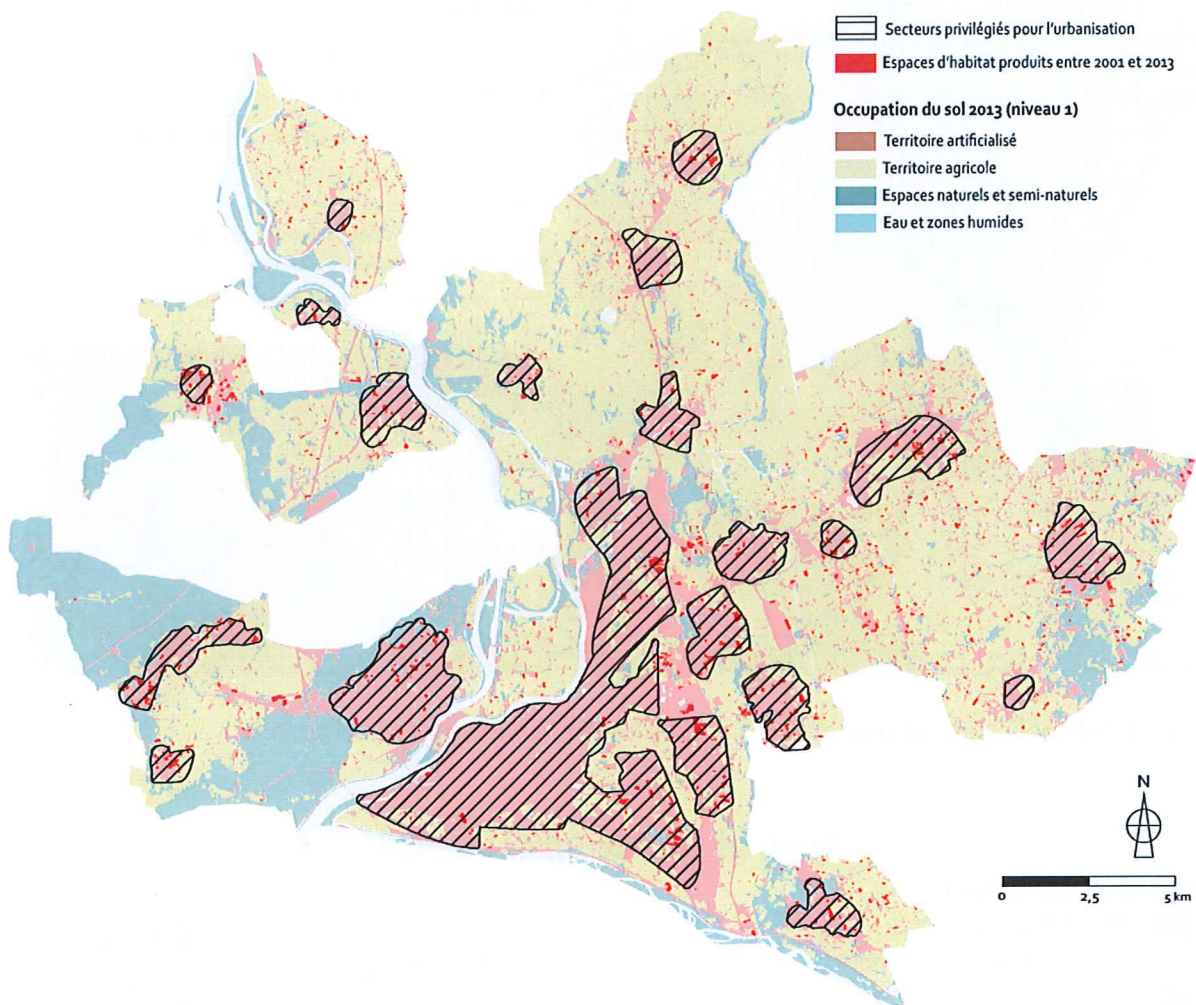 Secteurs privilégiés pour l'urbanisation
Espaces d'habitat produits entre 2001 et 2013
Occupation du sol 2013 (niveau 1)
Territoire artificialisé
Territoire agricole
Espaces naturels et semi-naturels
Eau et zones humides
N
0 2,5 5 km